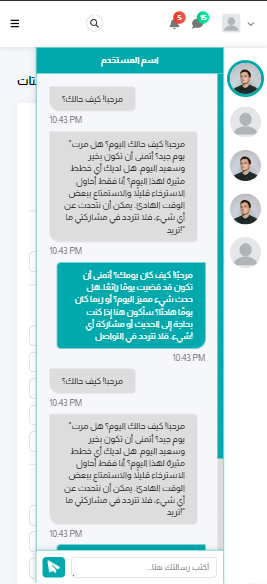 5
15
اسم المستخدم
تات
مرحبا! كيف حالك؟
10:43 PM
"مرحبا! كيف حالك اليوم؟ هل مرت
يوم جيد؟ أتمنى أن تكون بخير
وسعيد اليوم. هل لديك أي خطط
مثيرة لهذا اليوم؟ أنا فقط أحاول
الاسترخاء قليلاً والاستمتاع ببعض
الوقت الهادئ. يمكن أن نتحدث عن
أي شيء، فلا تتردد في مشاركتي ما
تريد!"
10:43 PM
مرحبًا! كيف كان يومك؟ أتمنى أن
تكون قد قضيت يومًا رائعًا. هل
حدث شيء مميز اليوم؟ أو ربما كان
يومًا هادئًا؟ سأكون هنا إذا كنت
بحاجة إلى الحديث أو مشاركة أي
شيء. فلا تتردد في التواصل!
10:43 PM
مرحبا! كيف حالك؟
10:43 PM
"مرحبا! كيف حالك اليوم؟ هل مرت
يوم جيد؟ أتمنى أن تكون بخير
وسعيد اليوم. هل لديك أي خطط
مثيرة لهذا اليوم؟ أنا فقط أحاول
الاسترخاء قليلاً والاستمتاع ببعض
الوقت الهادئ. يمكن أن نتحدث عن
أي شيء، فلا تتردد في مشاركتي ما
تريد!"
10:43 PM
أكتب رسالتك هنا...